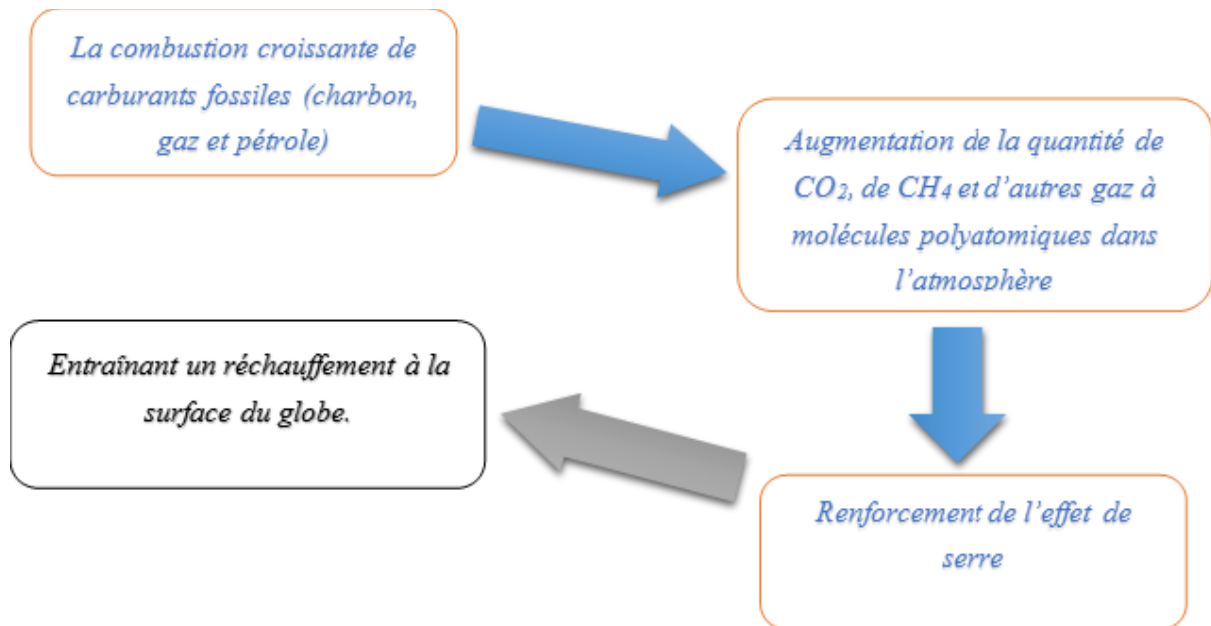 La combustion croissante de
carburants fossiles (charbon,
gaz et pétrole)
Augmentation de la quantité de
CO₂, de CH₄ et d’autres gaz à
molécules polyatomiques dans
l’atmosphère
Renforcement de l’effet de
serre
Entraînant un réchauffement à la
surface du globe.